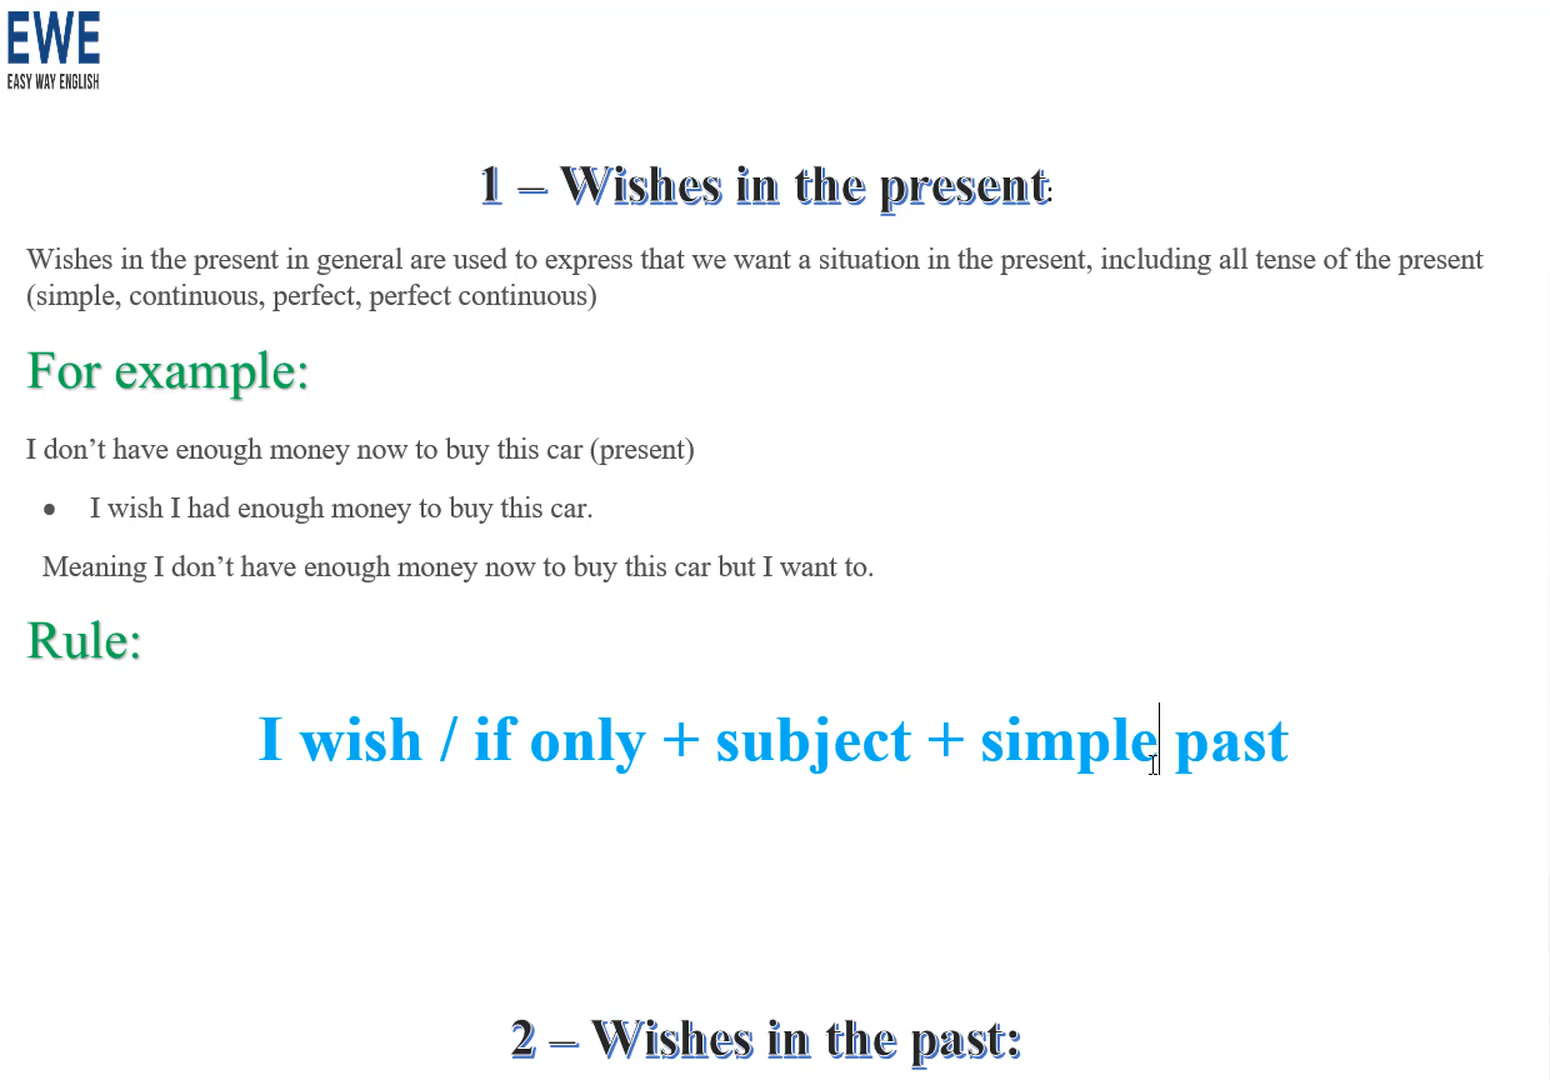 EWE
EASY WAY ENGLISH
1 – Wishes in the present:
Wishes in the present in general are used to express that we want a situation in the present, including all tense of the present
(simple, continuous, perfect, perfect continuous)
For example:
I don’t have enough money now to buy this car (present)
• I wish I had enough money to buy this car.
Meaning I don’t have enough money now to buy this car but I want to.
Rule:
I wish / if only + subject + simple past
2 – Wishes in the past: